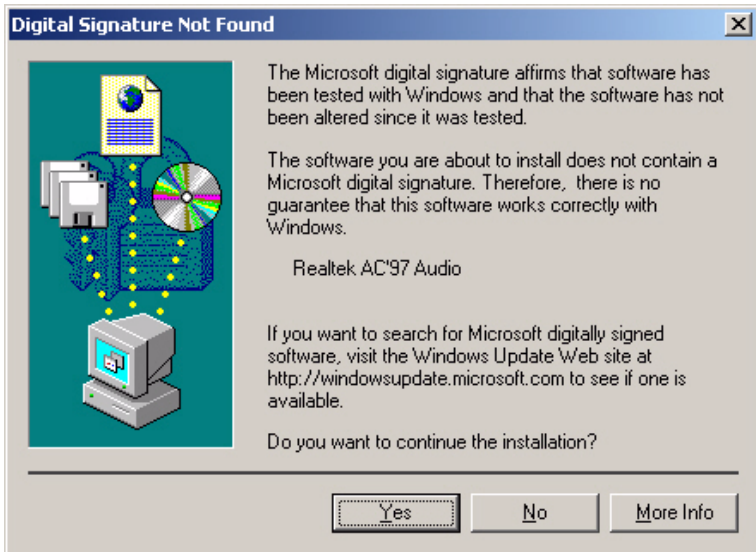 Digital Signature Not Found
The Microsoft digital signature affirms that software has
been tested with Windows and that the software has not
been altered since it was tested.
The software you are about to install does not contain a
Microsoft digital signature. Therefore,  there is no
guarantee that this software works correctly with
Windows.
Realtek AC'97 Audio
If you want to search for Microsoft digitally signed
software, visit the Windows Update Web site at
http://windowsupdate.microsoft.com to see if one is
available.
Do you want to continue the installation?
Yes
No
More Info